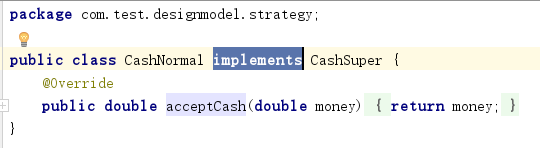 package com.test.designmodel.strategy;
public class CashNormal implements CashSuper {
@Override
public double acceptCash(double money) { return money; }
}